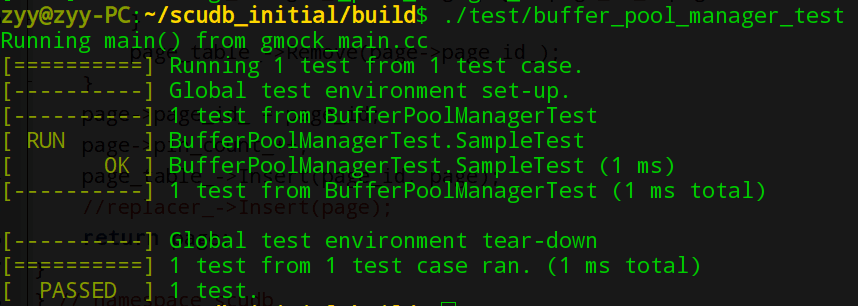 zyy@zyy-PC:~/scudb_initial/build$ ./test/buffer_pool_manager_test
Running main() from gmock_main.cc
[==========] Running 1 test from 1 test case.
[----------] Global test environment set-up.
[----------] 1 test from BufferPoolManagerTest
[ RUN      ] BufferPoolManagerTest.SampleTest
[       OK ] BufferPoolManagerTest.SampleTest (1 ms)
[----------] 1 test from BufferPoolManagerTest (1 ms total)
//replacer_->Insert(page);
[----------] Global test environment tear-down
[==========] 1 test from 1 test case ran. (1 ms total)
[  PASSED  ] 1 test.